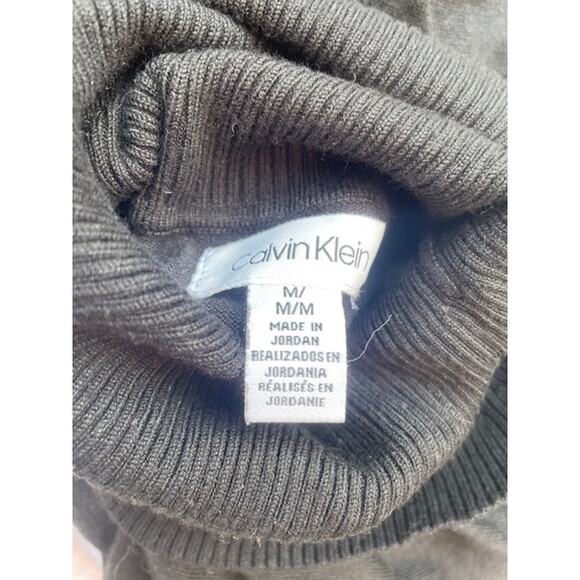 Calvin Klein
M/
M/M
MADE IN
JORDAN
REALIZADOS EN
JORDANIA
RÉALISÉS EN
JORDANIE